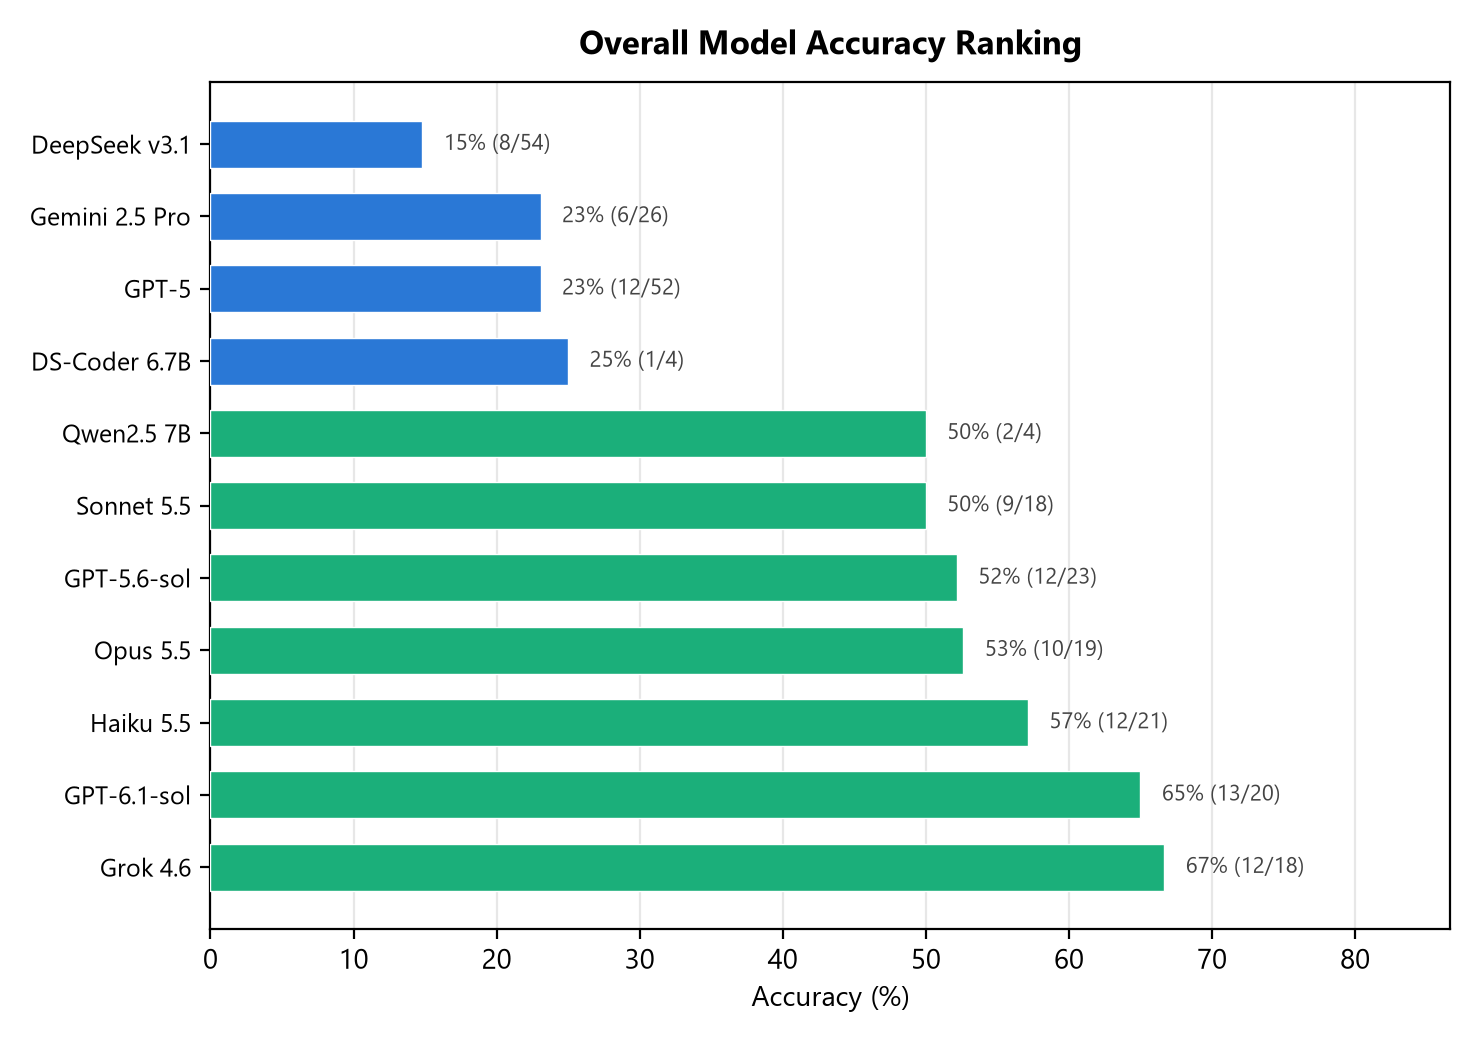 Overall Model Accuracy Ranking
DeepSeek v3.1 15% (8/54)
Gemini 2.5 Pro 23% (6/26)
GPT-5 23% (12/52)
DS-Coder 6.7B 25% (1/4)
Qwen2.5 7B 50% (2/4)
Sonnet 5.5 50% (9/18)
GPT-5.6-sol 52% (12/23)
Opus 5.5 53% (10/19)
Haiku 5.5 57% (12/21)
GPT-6.1-sol 65% (13/20)
Grok 4.6 67% (12/18)
0 10 20 30 40 50 60 70 80
Accuracy (%)